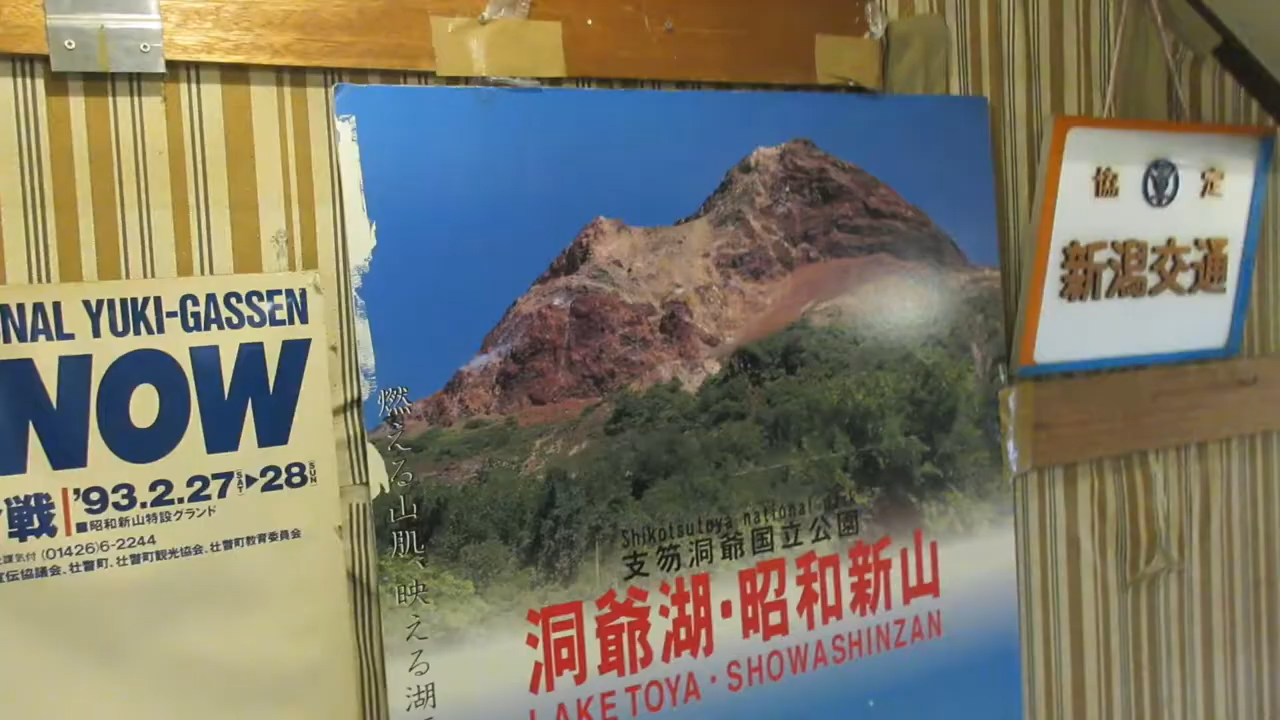 NAL YUKI-GASSEN
NOW
戦 '93.2.27 SAT ▶28 SUN
■昭和新山特設グランド
課気付 (01426)6-2244
宣伝協議会、壮瞥町、壮瞥町観光協会、壮瞥町教育委員会
燃える山肌、映える湖
Shikotsutoya national park
支笏洞爺国立公園
洞爺湖・昭和新山
LAKE TOYA・SHOWASHINZAN
協 定
新潟交通